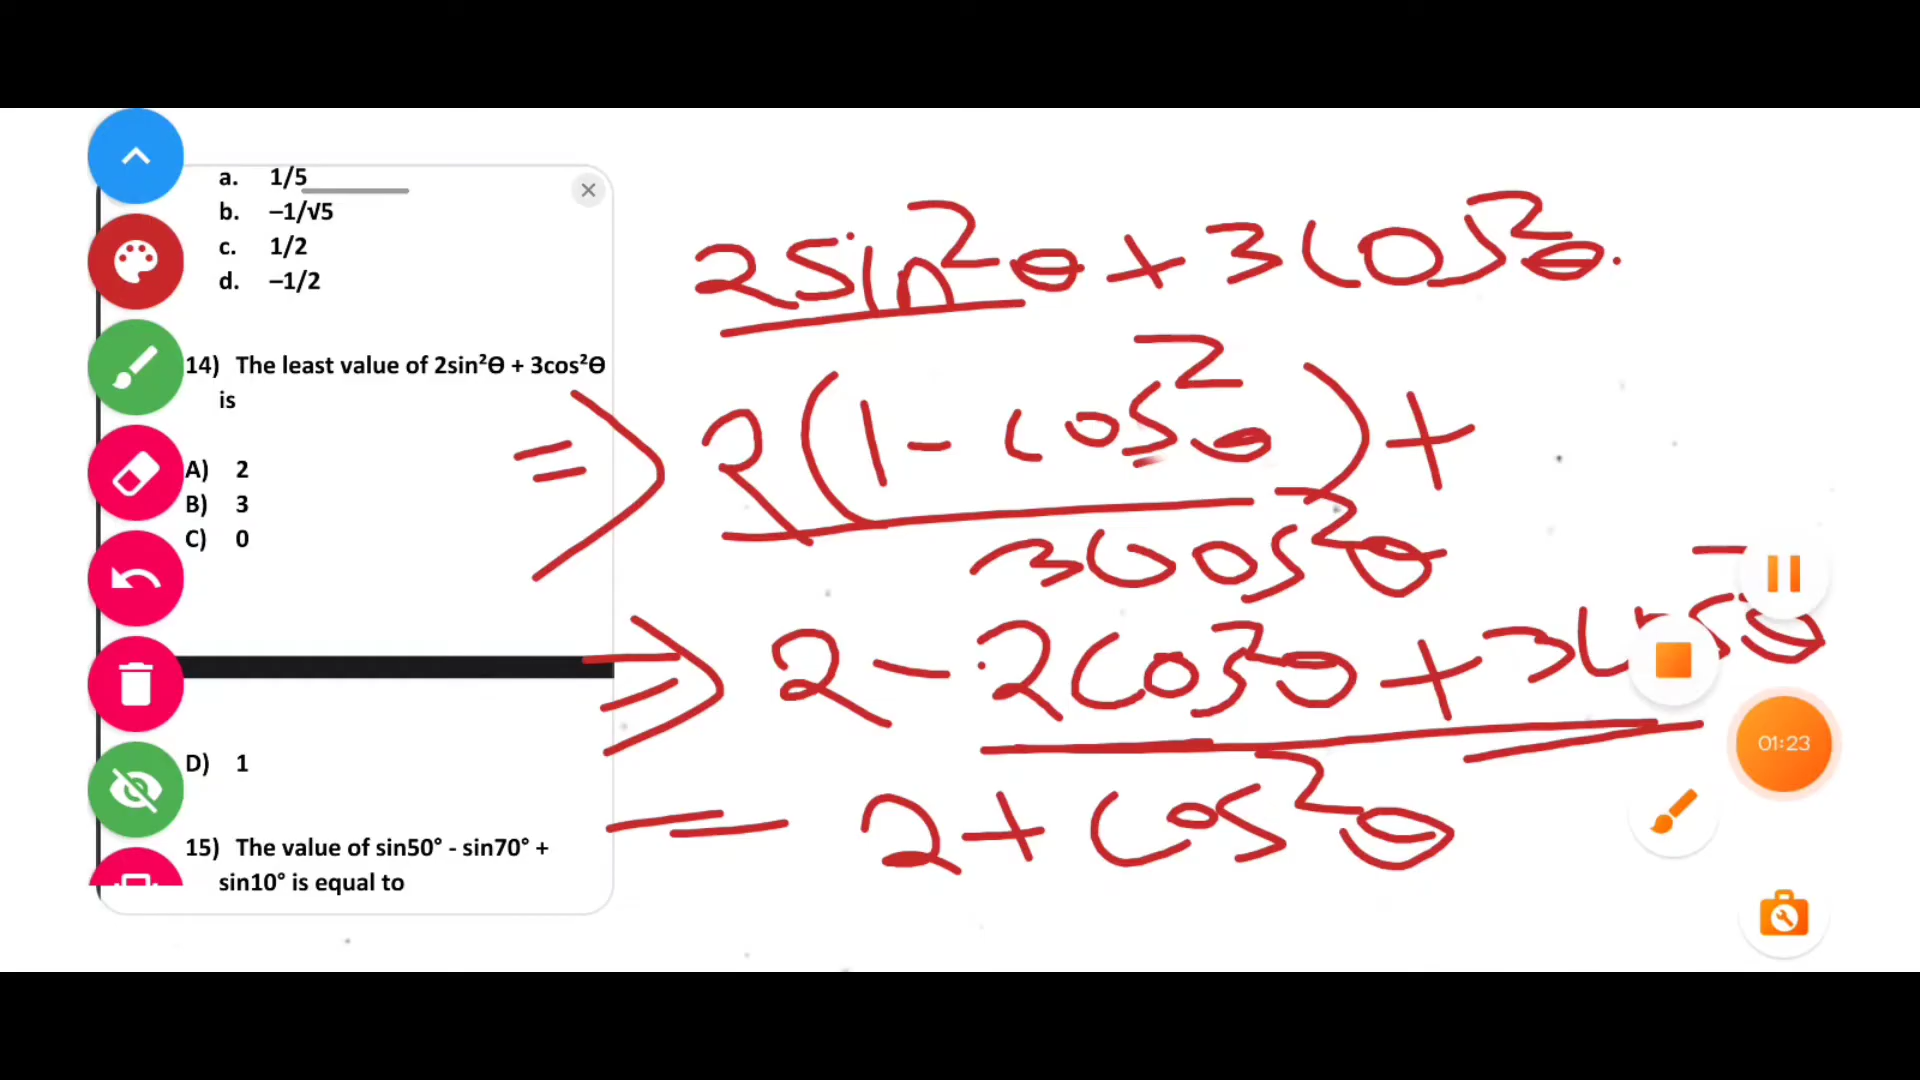 a. 1/5
b. –1/√5
c. 1/2
d. –1/2
14) The least value of 2sin²Ɵ + 3cos²Ɵ
is
A) 2
B) 3
C) 0
D) 1
15) The value of sin50° - sin70° +
sin10° is equal to
2sin²θ + 3cos²θ.
⇒ 2(1 - cos²θ) +
3cos²θ
⇒ 2 - 2cos²θ + 3cos²θ
= 2 + cos²θ
01:23